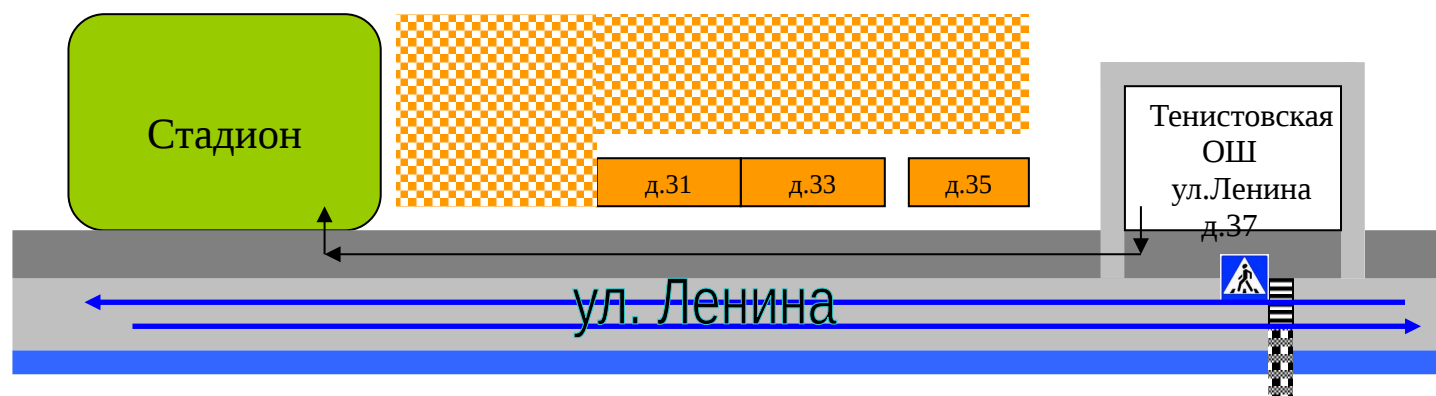 Стадион
д.31
д.33
д.35
Тенистовская
ОШ
ул.Ленина
д.37
ул. Ленина